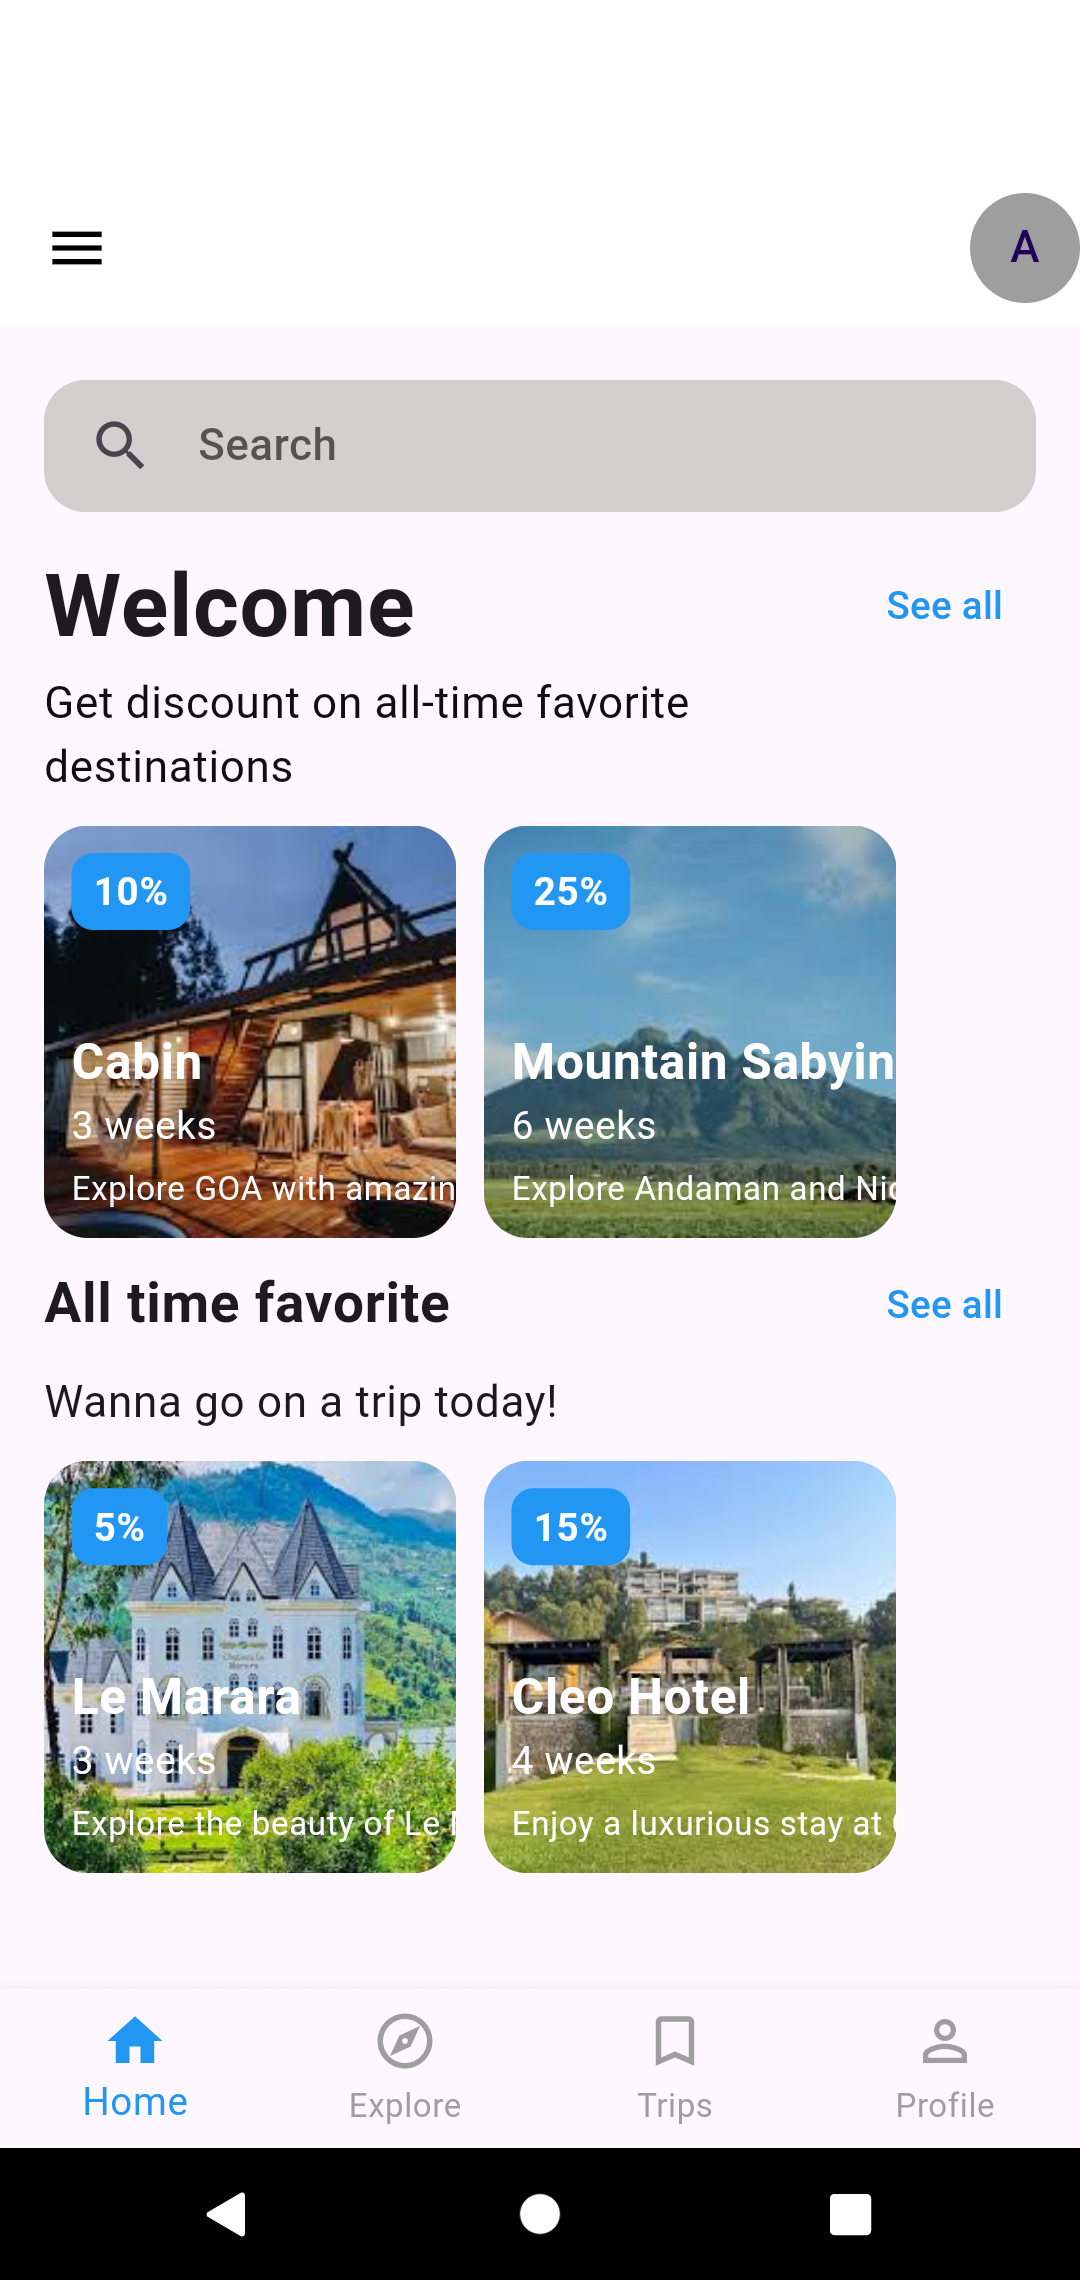 A
Search
Welcome
See all
Get discount on all-time favorite
destinations
10%
Cabin
3 weeks
Explore GOA with amazin
25%
Mountain Sabyin
6 weeks
Explore Andaman and Nic
All time favorite
See all
Wanna go on a trip today!
5%
Le Marara
3 weeks
Explore the beauty of Le
15%
Cleo Hotel
4 weeks
Enjoy a luxurious stay at
Home
Explore
Trips
Profile